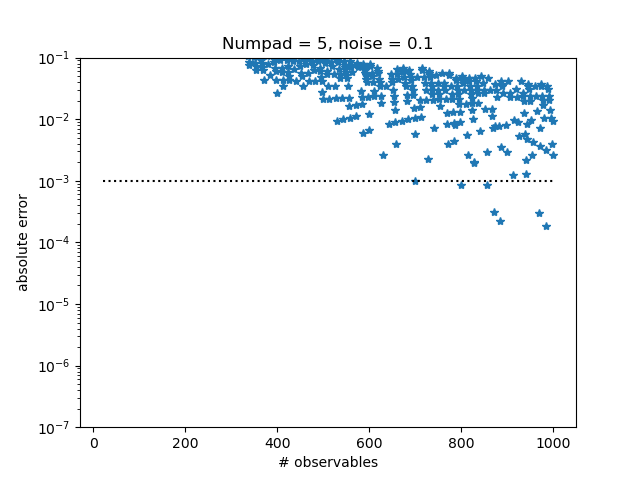 Numpad = 5, noise = 0.1
absolute error
10⁻¹
10⁻²
10⁻³
10⁻⁴
10⁻⁵
10⁻⁶
10⁻⁷
0 200 400 600 800 1000
# observables